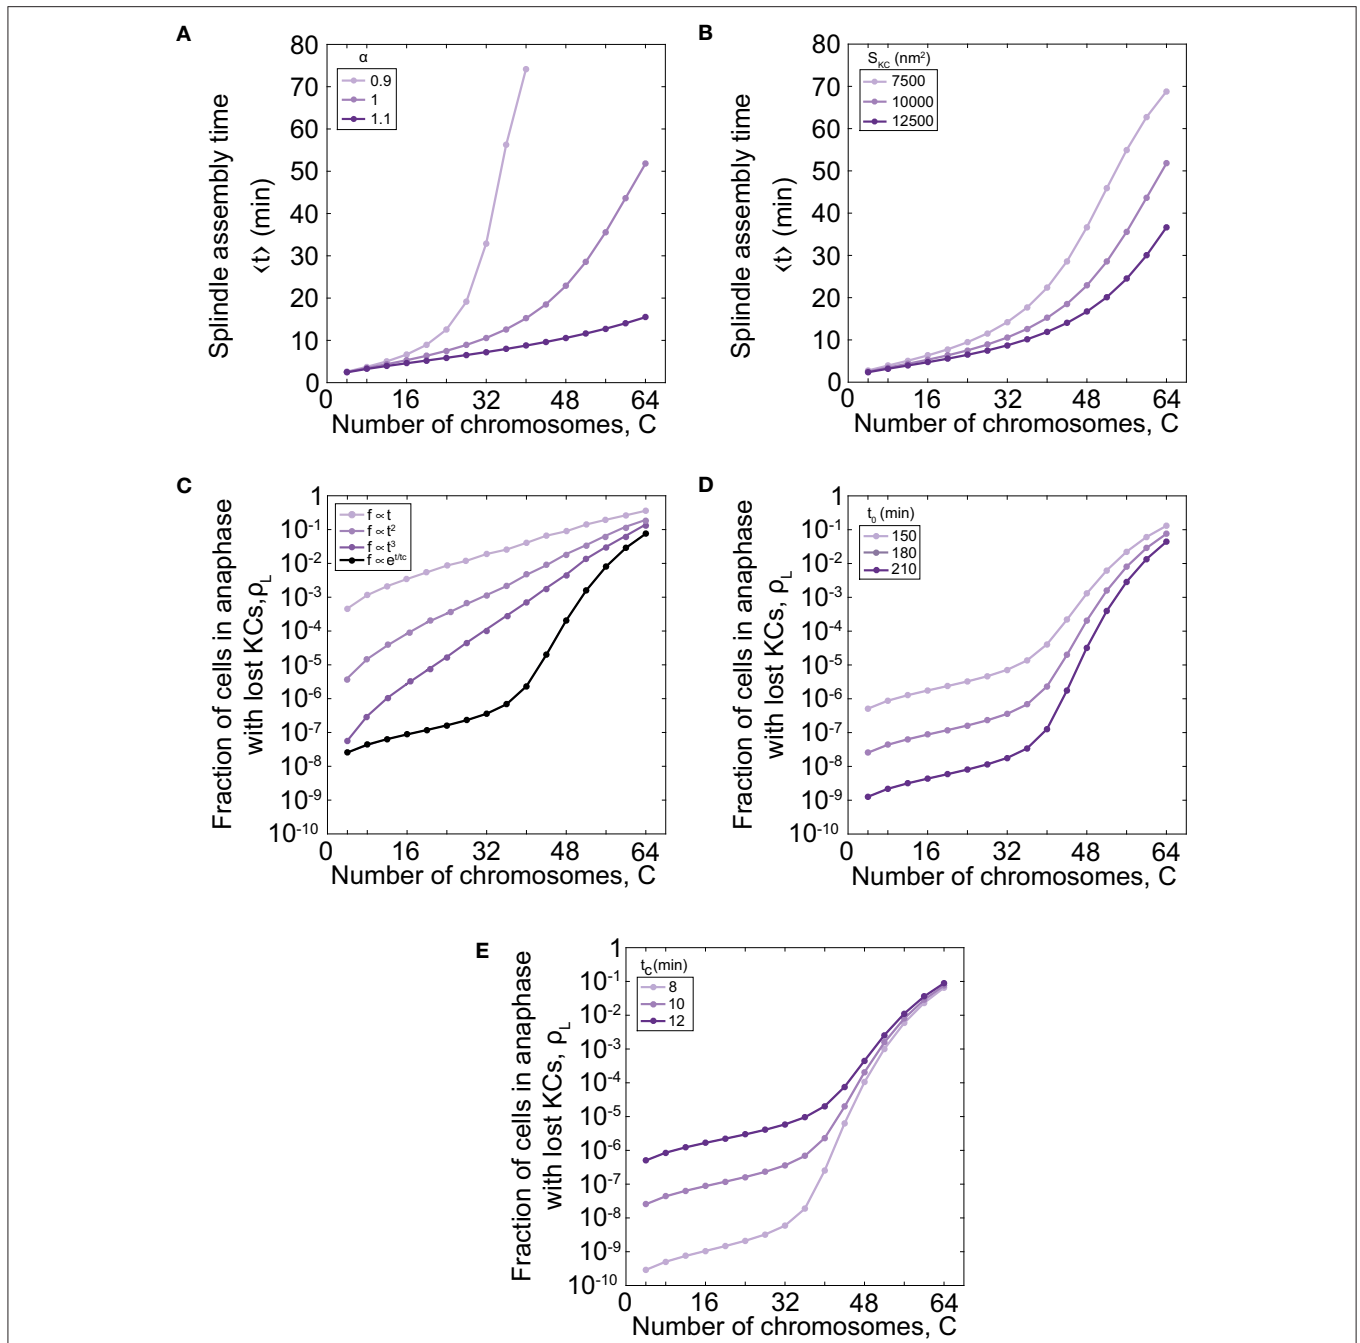 A
Splindle assembly time
⟨t⟩ (min)
80
70
60
50
40
30
20
10
0
α
0.9
1
1.1
0 16 32 48 64
Number of chromosomes, C
B
Splindle assembly time
⟨t⟩ (min)
80
70
60
50
40
30
20
10
0
S_KC (nm²)
7500
10000
12500
0 16 32 48 64
Number of chromosomes, C
C
Fraction of cells in anaphase
with lost KCs,ρ_L
1
10⁻¹
10⁻²
10⁻³
10⁻⁴
10⁻⁵
10⁻⁶
10⁻⁷
10⁻⁸
10⁻⁹
10⁻¹⁰
f ∝ t
f ∝ t²
f ∝ t³
f ∝ e^t/tc
0 16 32 48 64
Number of chromosomes, C
D
Fraction of cells in anaphase
with lost KCs, ρ_L
1
10⁻¹
10⁻²
10⁻³
10⁻⁴
10⁻⁵
10⁻⁶
10⁻⁷
10⁻⁸
10⁻⁹
10⁻¹⁰
t₀ (min)
150
180
210
0 16 32 48 64
Number of chromosomes, C
E
Fraction of cells in anaphase
with lost KCs, ρ_L
1
10⁻¹
10⁻²
10⁻³
10⁻⁴
10⁻⁵
10⁻⁶
10⁻⁷
10⁻⁸
10⁻⁹
10⁻¹⁰
t_C(min)
8
10
12
0 16 32 48 64
Number of chromosomes, C